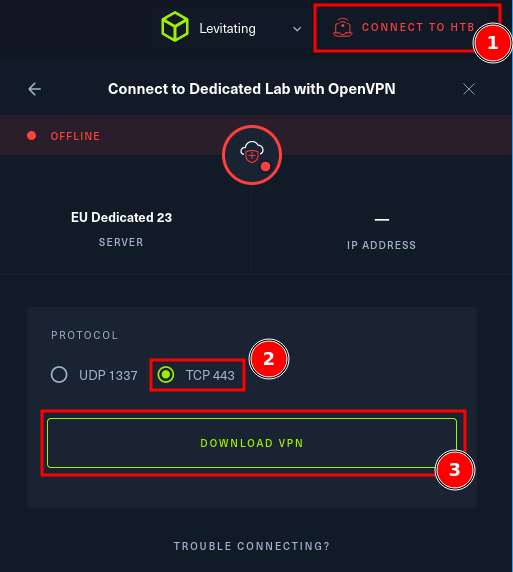 Levitating
CONNECT TO HTB
1
Connect to Dedicated Lab with OpenVPN
OFFLINE
EU Dedicated 23
—
SERVER
IP ADDRESS
PROTOCOL
2
UDP 1337
TCP 443
DOWNLOAD VPN
3
TROUBLE CONNECTING?